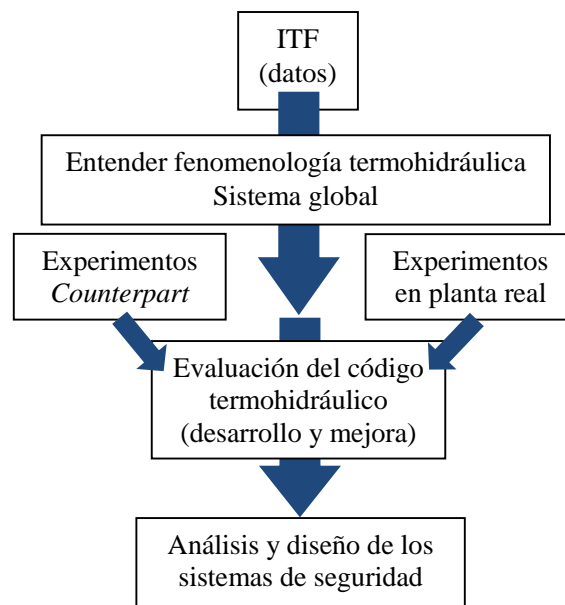 ITF
(datos)
Entender fenomenología termohidráulica
Sistema global
Experimentos
Counterpart
Experimentos
en planta real
Evaluación del código
termohidráulico
(desarrollo y mejora)
Análisis y diseño de los
sistemas de seguridad